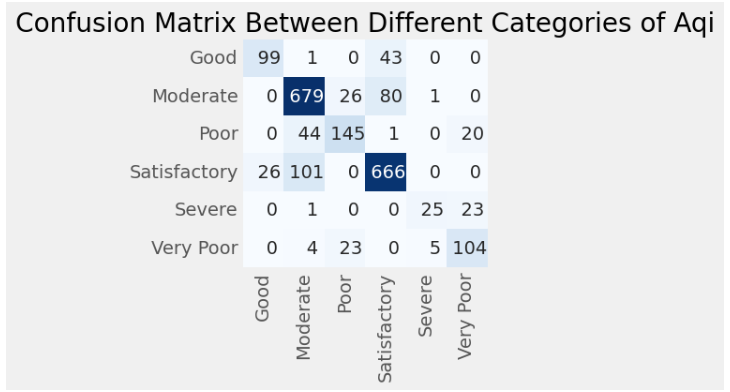 Confusion Matrix Between Different Categories of Aqi
Good 99 1 0 43 0 0
Moderate 0 679 26 80 1 0
Poor 0 44 145 1 0 20
Satisfactory 26 101 0 666 0 0
Severe 0 1 0 0 25 23
Very Poor 0 4 23 0 5 104
Good Moderate Poor Satisfactory Severe Very Poor